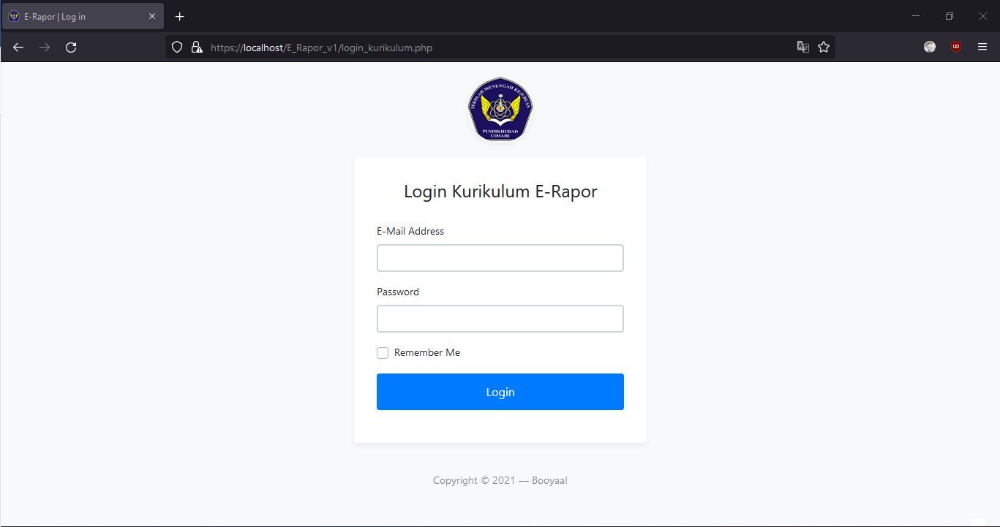 E-Rapor | Log in
https://localhost/E_Rapor_v1/login_kurikulum.php
SEKOLAH MENENGAH KEJURUAN
PUSDIKHUBAD
CIMAHI
Login Kurikulum E-Rapor
E-Mail Address
Password
Remember Me
Login
Copyright © 2021 — Booyaa!